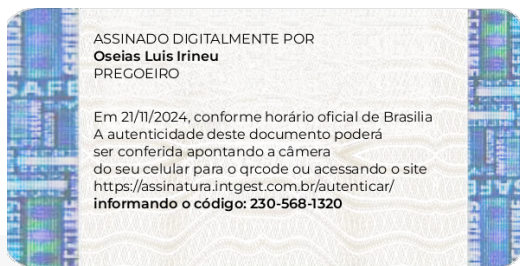 ASSINADO DIGITALMENTE POR
Oseias Luis Irineu
PREGOEIRO
Em 21/11/2024, conforme horário oficial de Brasilia
A autenticidade deste documento poderá
ser conferida apontando a câmera
do seu celular para o qrcode ou acessando o site
https://assinatura.intgest.com.br/autenticar/
informando o código: 230-568-1320